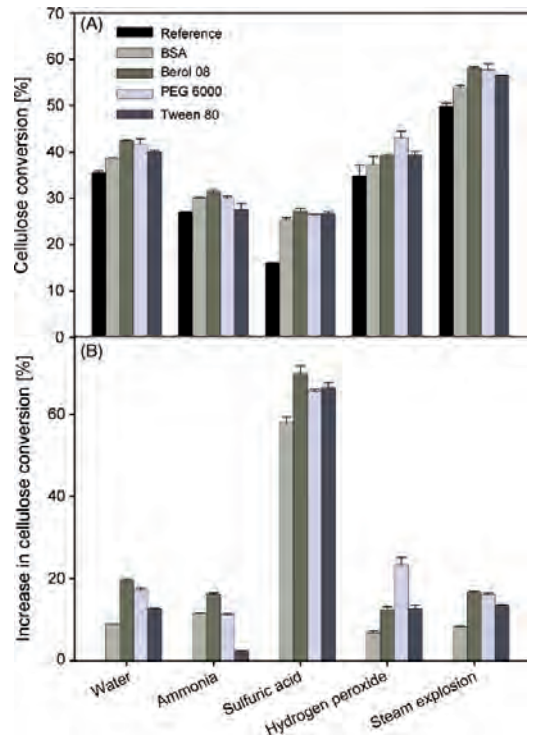 (A)
Reference
BSA
Berol 08
PEG 6000
Tween 80
Cellulose conversion [%]
70
60
50
40
30
20
10
0
(B)
Increase in cellulose conversion [%]
60
40
20
0
Water
Ammonia
Sulfuric acid
Hydrogen peroxide
Steam explosion